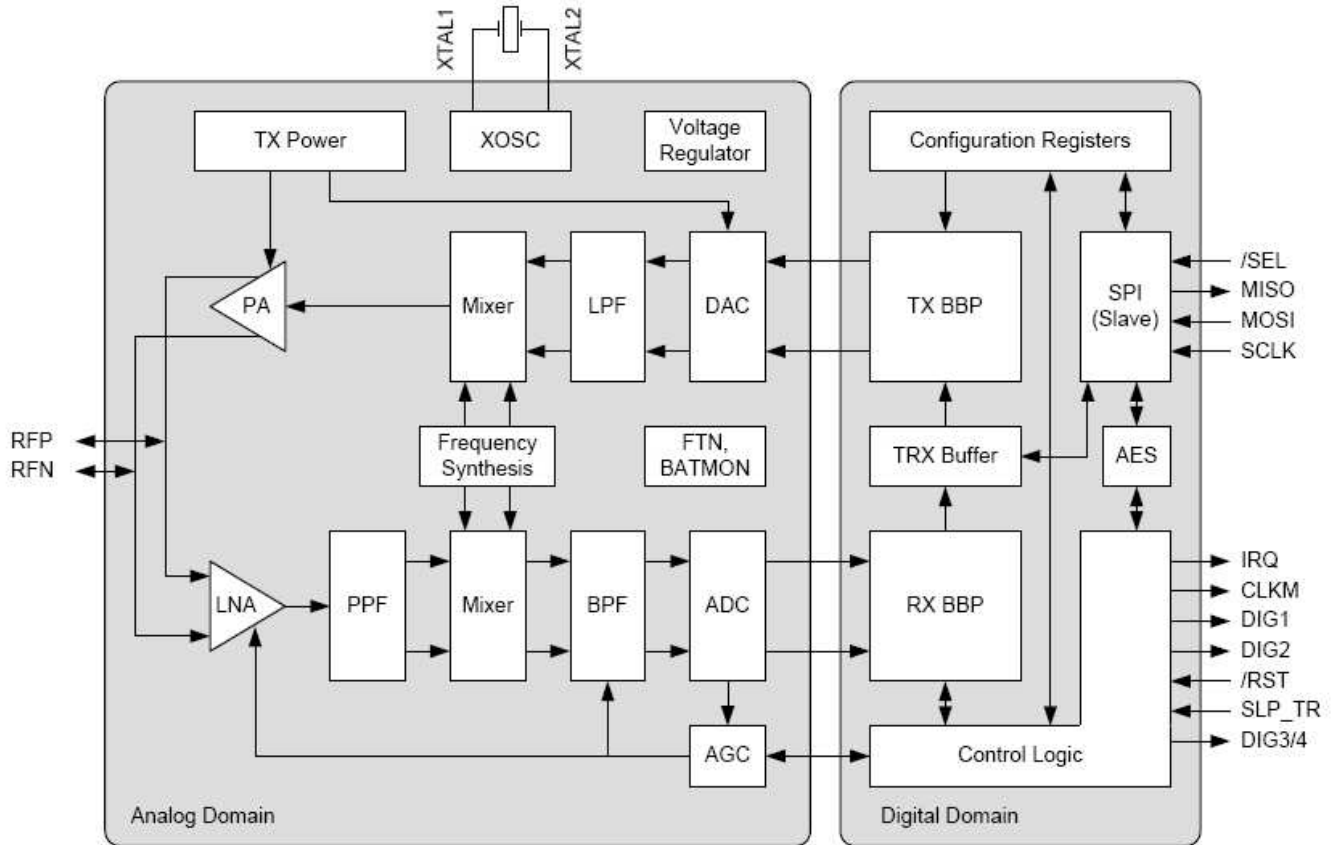 XTAL1
XTAL2
TX Power
XOSC
Voltage
Regulator
Configuration Registers
PA
Mixer
LPF
DAC
TX BBP
SPI
(Slave)
/SEL
MISO
MOSI
SCLK
RFP
RFN
Frequency
Synthesis
FTN,
BATMON
TRX Buffer
AES
LNA
PPF
Mixer
BPF
ADC
RX BBP
IRQ
CLKM
DIG1
DIG2
/RST
SLP_TR
DIG3/4
AGC
Control Logic
Analog Domain
Digital Domain